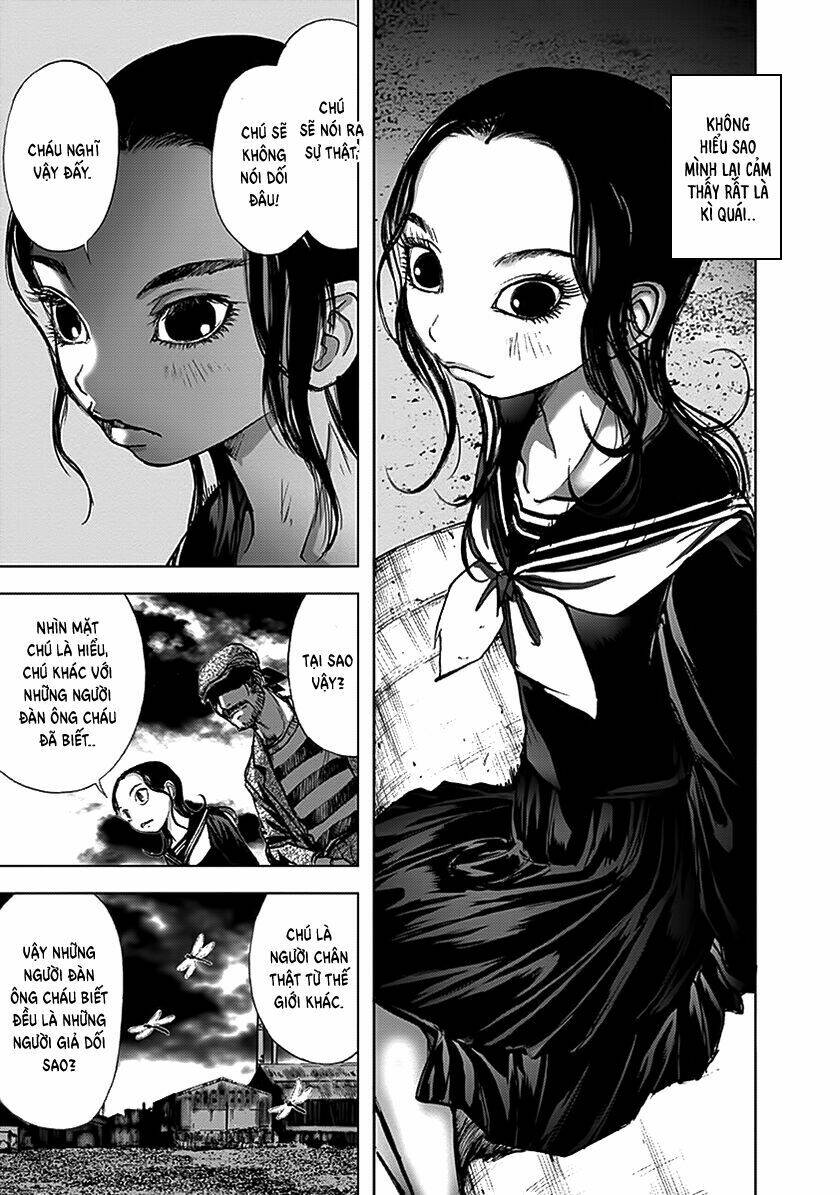 KHÔNG
HIỂU SAO
MÌNH LẠI CẢM
THẤY RẤT LÀ
KÌ QUÁI..
CHÚ
SẼ NÓI RA
SỰ THẬT,
CHÚ SẼ
KHÔNG
NÓI DỐI
ĐÂU!
CHÁU NGHĨ
VẬY ĐẤY.
TẠI SAO
VẬY?
NHÌN MẶT
CHÚ LÀ HIỂU,
CHÚ KHÁC VỚI
NHỮNG NGƯỜI
ĐÀN ÔNG CHÁU
ĐÃ BIẾT..
CHÚ LÀ
NGƯỜI CHÂN
THẬT TỪ THẾ
GIỚI KHÁC.
VẬY NHỮNG
NGƯỜI ĐÀN
ÔNG CHÁU BIẾT
ĐỀU LÀ NHỮNG
NGƯỜI GIẢ DỐI
SAO?